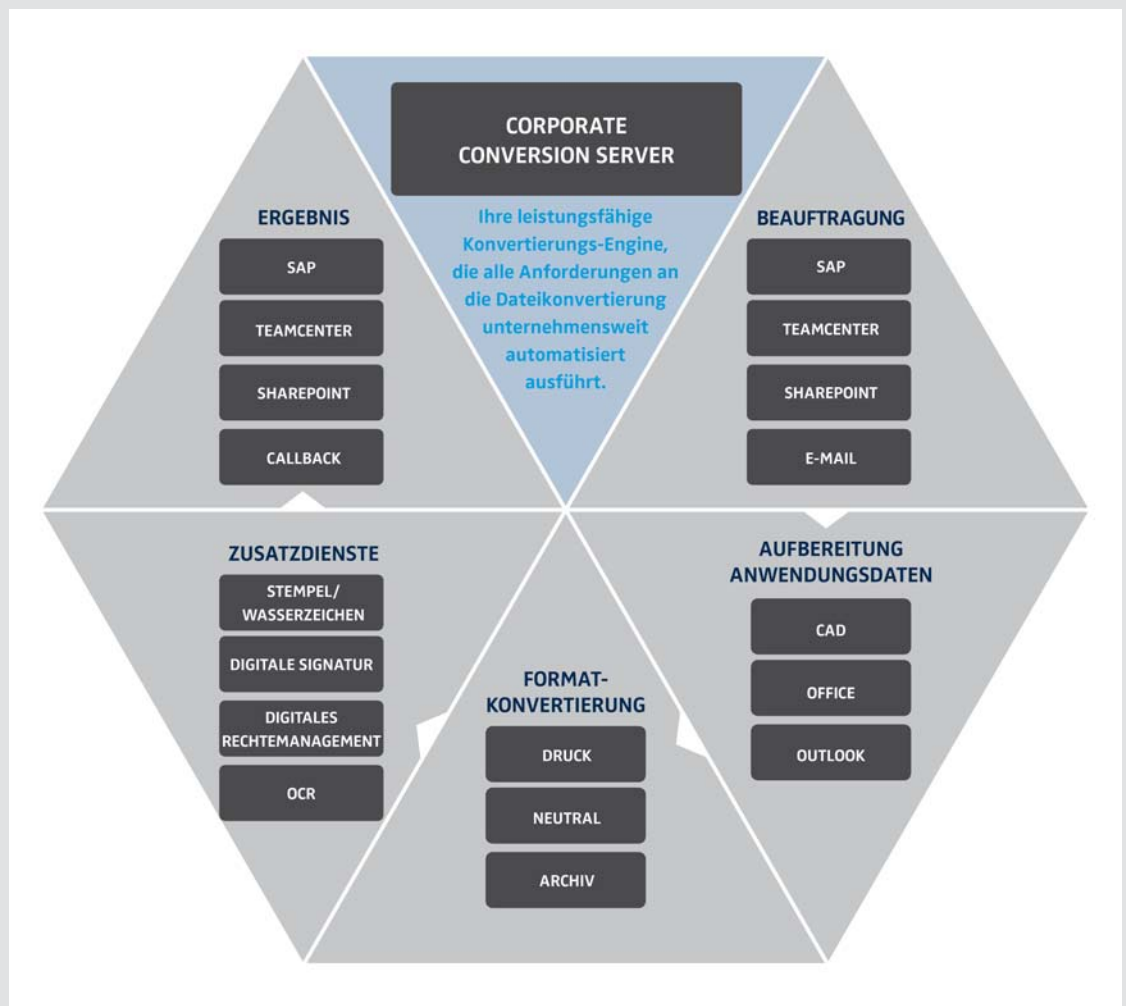 CORPORATE
CONVERSION SERVER
Ihre leistungsfähige
Konvertierungs-Engine,
die alle Anforderungen an
die Dateikonvertierung
unternehmensweit
automatisiert
ausführt.
BEAUFTRAGUNG
SAP
TEAMCENTER
SHAREPOINT
E-MAIL
AUFBEREITUNG
ANWENDUNGSDATEN
CAD
OFFICE
OUTLOOK
FORMAT-
KONVERTIERUNG
DRUCK
NEUTRAL
ARCHIV
ZUSATZDIENSTE
STEMPEL/
WASSERZEICHEN
DIGITALE SIGNATUR
DIGITALES
RECHTEMANAGEMENT
OCR
ERGEBNIS
SAP
TEAMCENTER
SHAREPOINT
CALLBACK